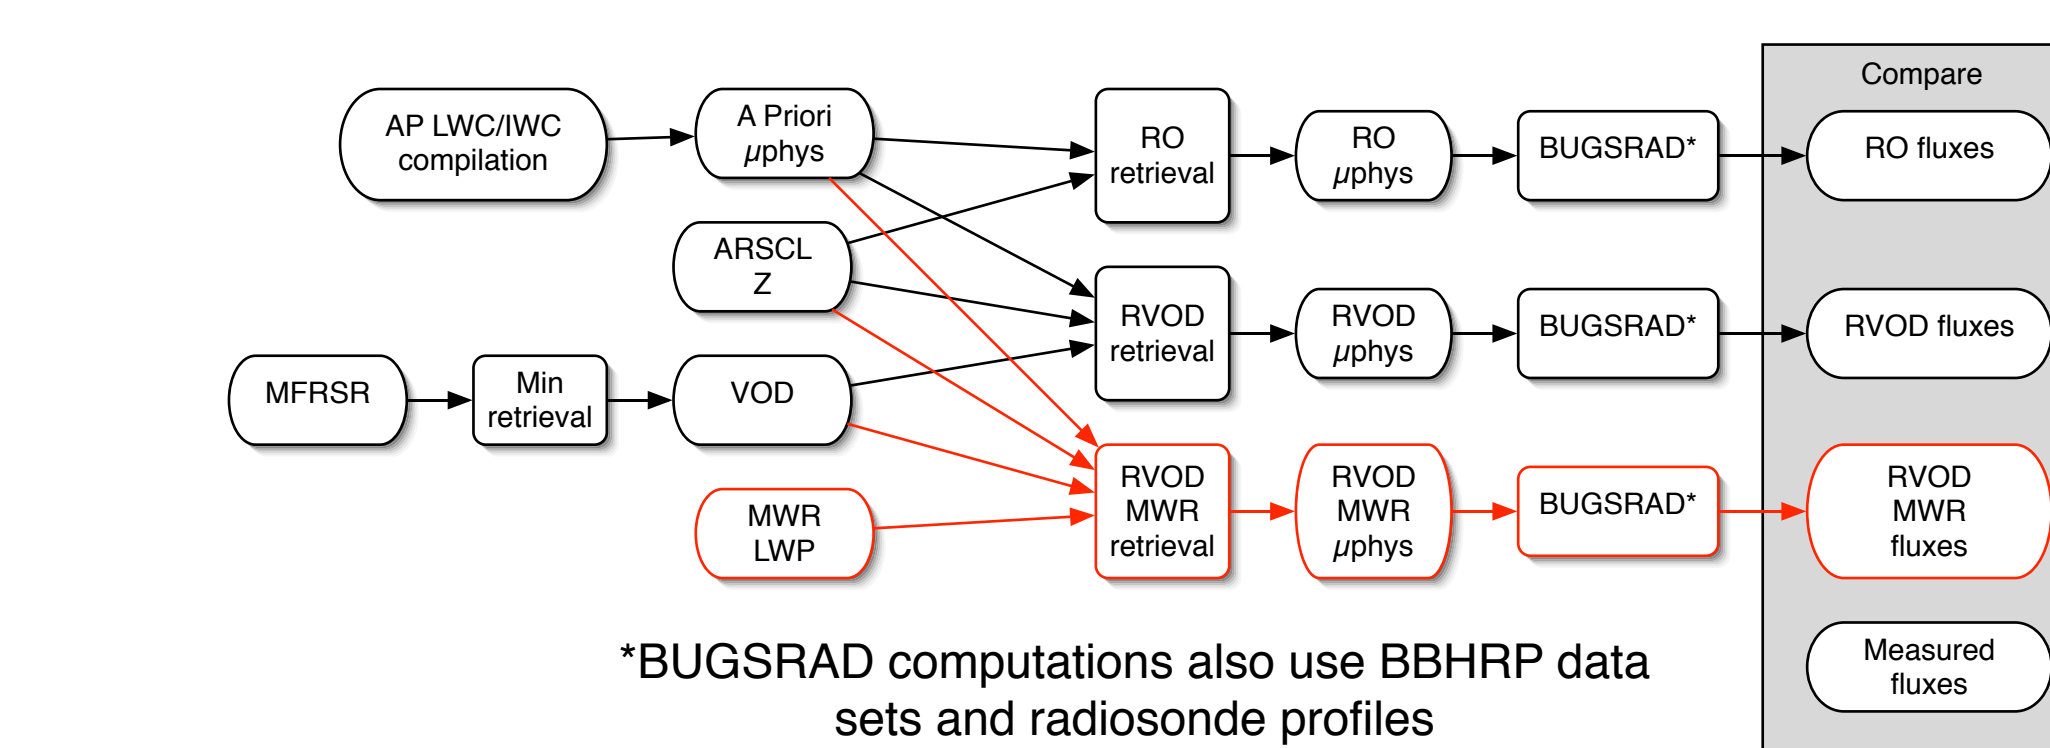 Compare
AP LWC/IWC
compilation
A Priori
µphys
RO
retrieval
RO
µphys
BUGSRAD*
RO fluxes
ARSCL
Z
RVOD
retrieval
RVOD
µphys
BUGSRAD*
RVOD fluxes
MFRSR
Min
retrieval
VOD
MWR
LWP
RVOD
MWR
retrieval
RVOD
MWR
µphys
BUGSRAD*
RVOD
MWR
fluxes
Measured
fluxes
*BUGSRAD computations also use BBHRP data
sets and radiosonde profiles